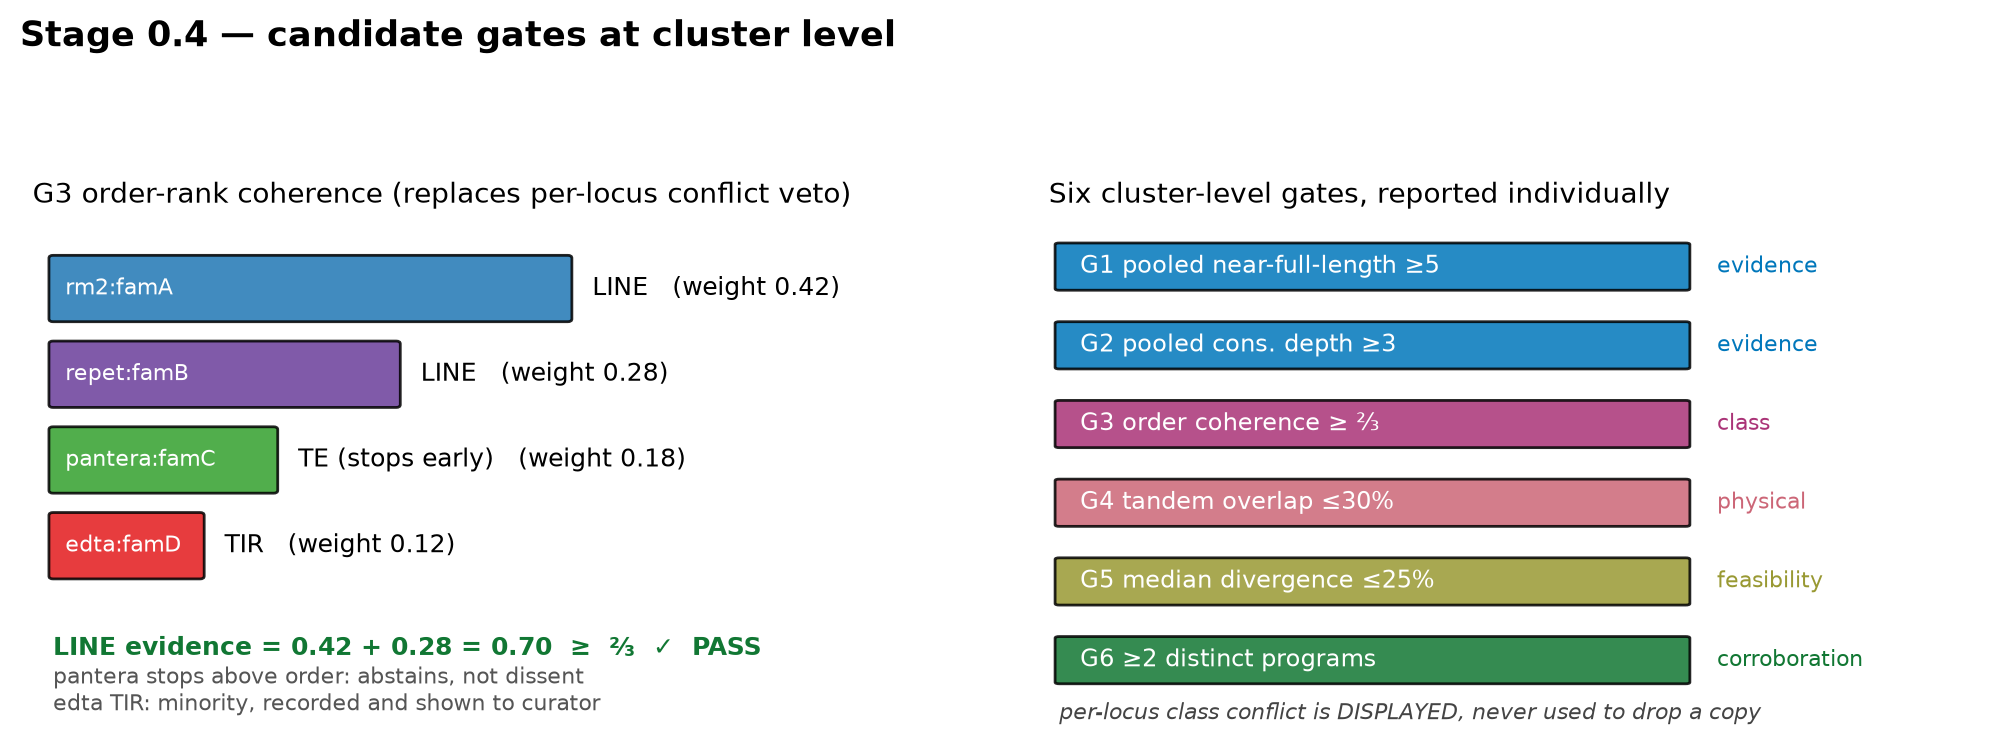 Stage 0.4 — candidate gates at cluster level
G3 order-rank coherence (replaces per-locus conflict veto)
rm2:famA LINE (weight 0.42)
repet:famB LINE (weight 0.28)
pantera:famC TE (stops early) (weight 0.18)
edta:famD TIR (weight 0.12)
LINE evidence = 0.42 + 0.28 = 0.70 ≥ ⅔ ✓ PASS
pantera stops above order: abstains, not dissent
edta TIR: minority, recorded and shown to curator
Six cluster-level gates, reported individually
G1 pooled near-full-length ≥5 evidence
G2 pooled cons. depth ≥3 evidence
G3 order coherence ≥ ⅔ class
G4 tandem overlap ≤30% physical
G5 median divergence ≤25% feasibility
G6 ≥2 distinct programs corroboration
per-locus class conflict is DISPLAYED, never used to drop a copy